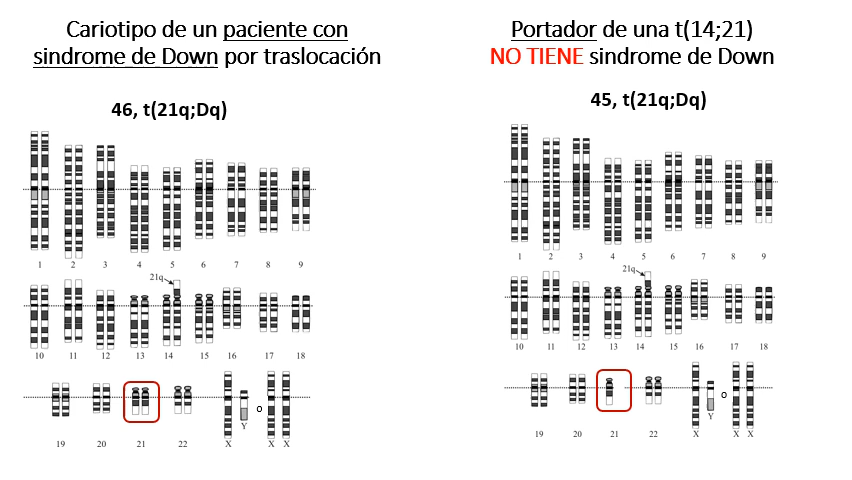 Cariotipo de un paciente con
sindrome de Down por traslocación
46, t(21q;Dq)
1 2 3 4 5 6 7 8 9
21q
10 11 12 13 14 15 16 17 18
Y
o
19 20 21 22 X X X
Portador de una t(14;21)
NO TIENE sindrome de Down
45, t(21q;Dq)
1 2 3 4 5 6 7 8 9
21q
10 11 12 13 14 15 16 17 18
o
Y
19 20 21 22 X X X